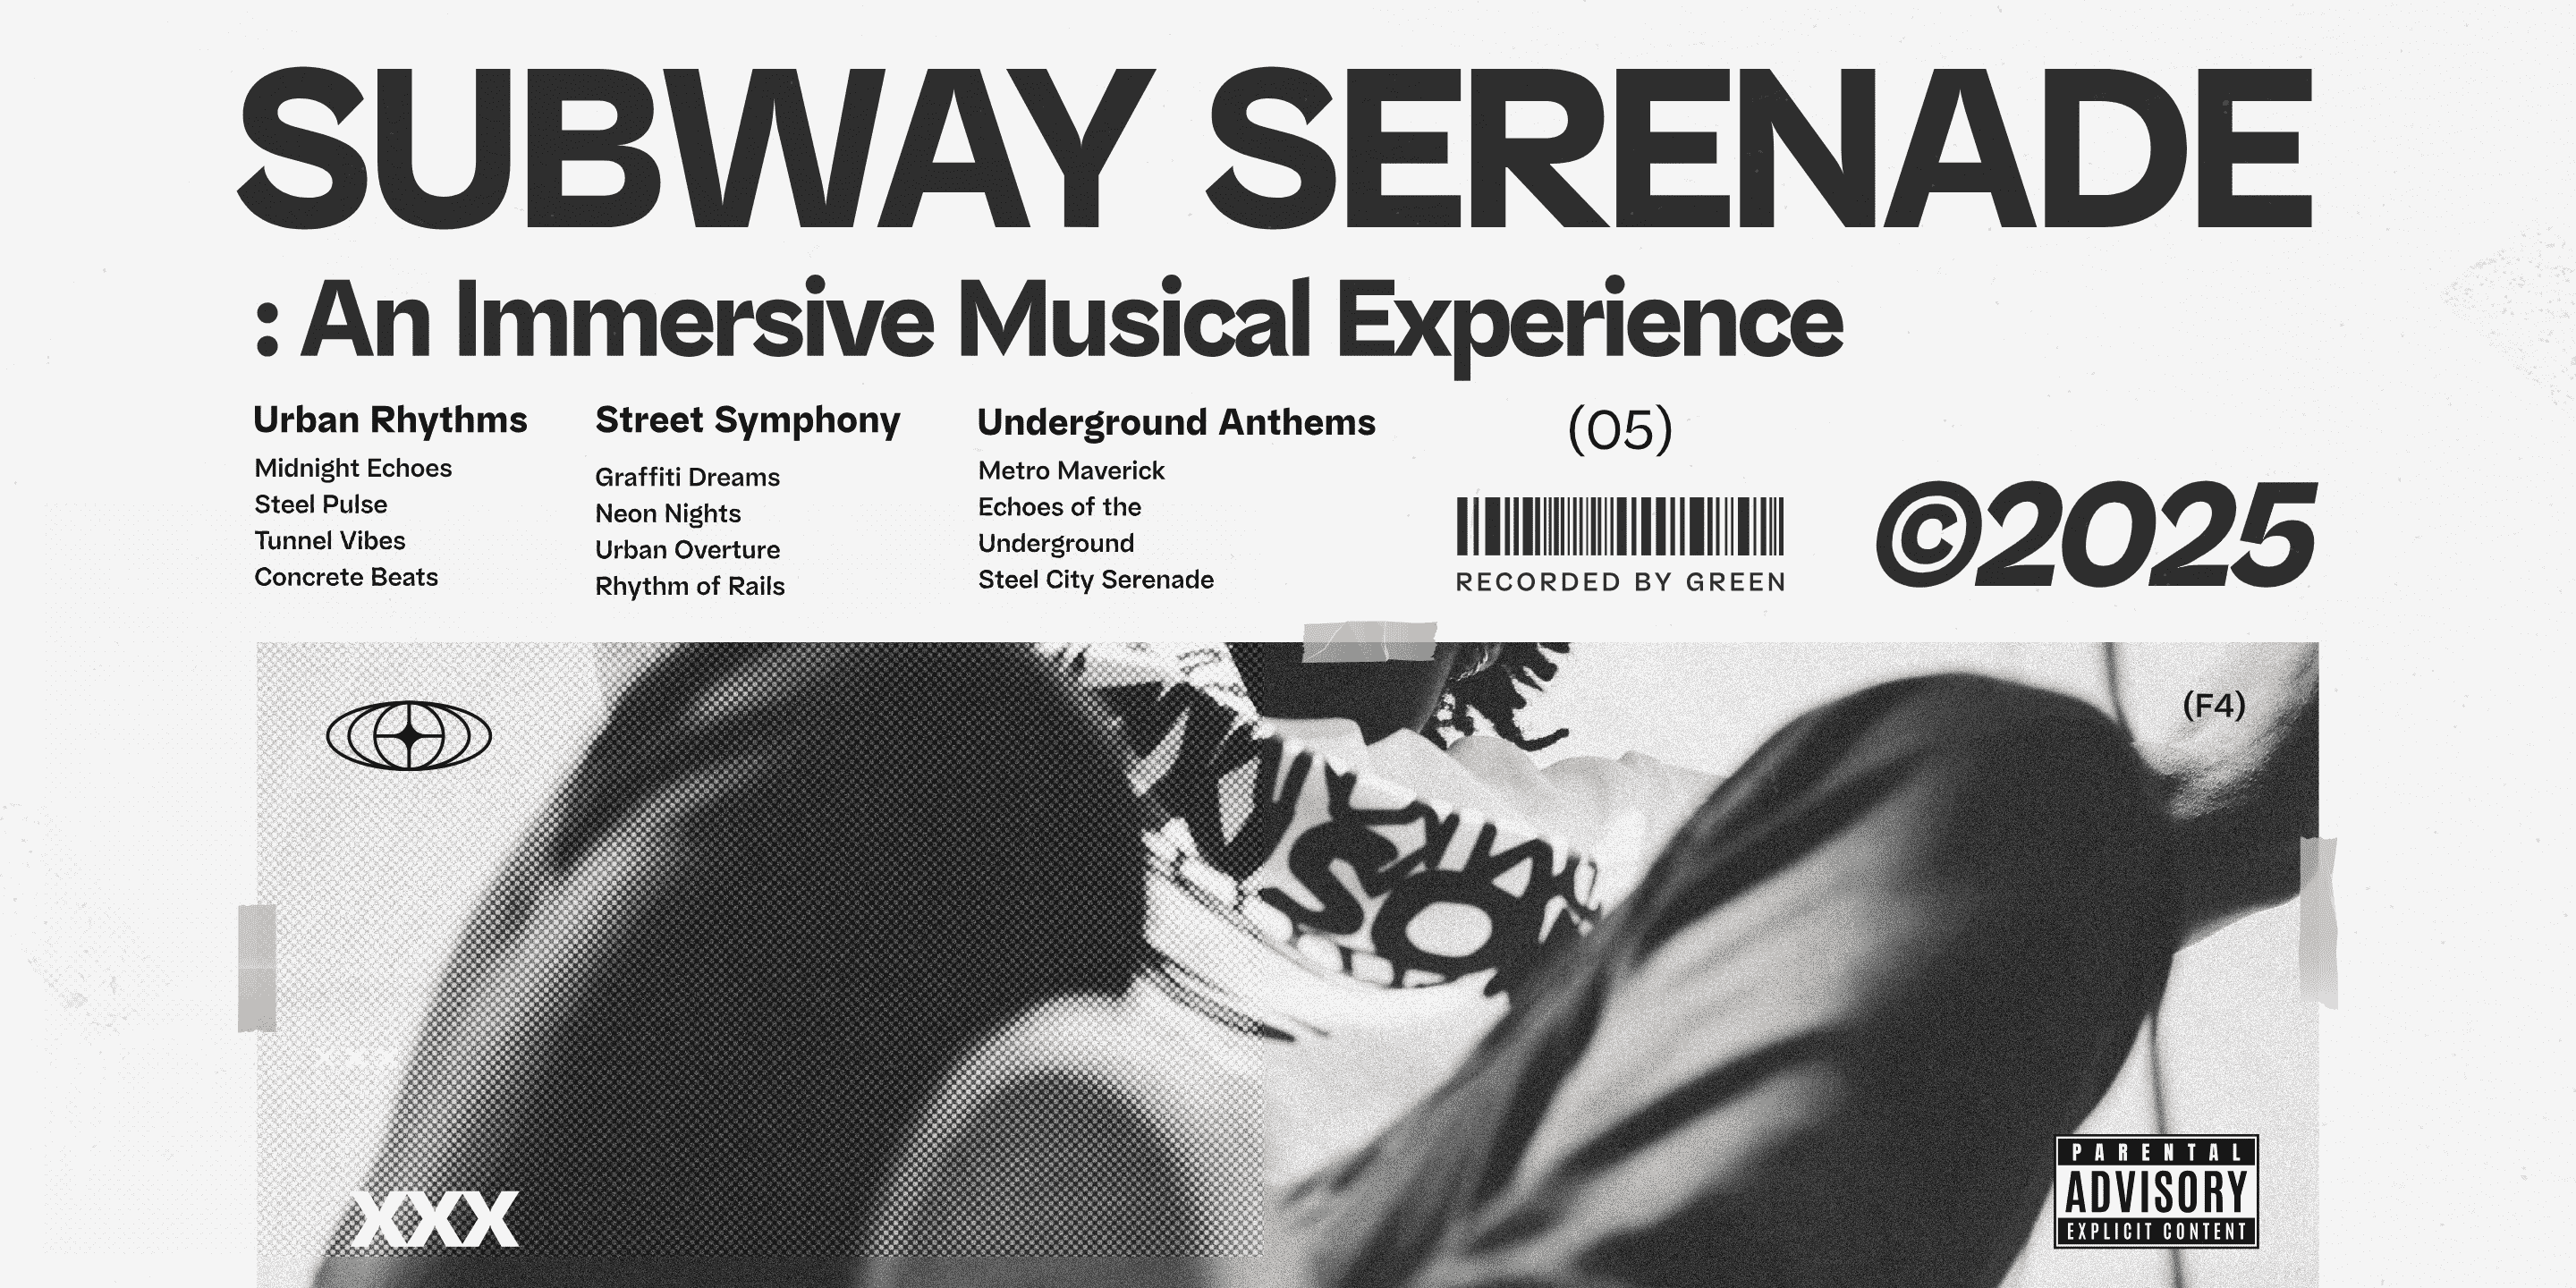 SUBWAY SERENADE
: An Immersive Musical Experience
Urban Rhythms
Midnight Echoes
Steel Pulse
Tunnel Vibes
Concrete Beats
Street Symphony
Graffiti Dreams
Neon Nights
Urban Overture
Rhythm of Rails
Underground Anthems
Metro Maverick
Echoes of the
Underground
Steel City Serenade
(05)
RECORDED BY GREEN
©2025
(F4)
XXX
PARENTAL
ADVISORY
EXPLICIT CONTENT